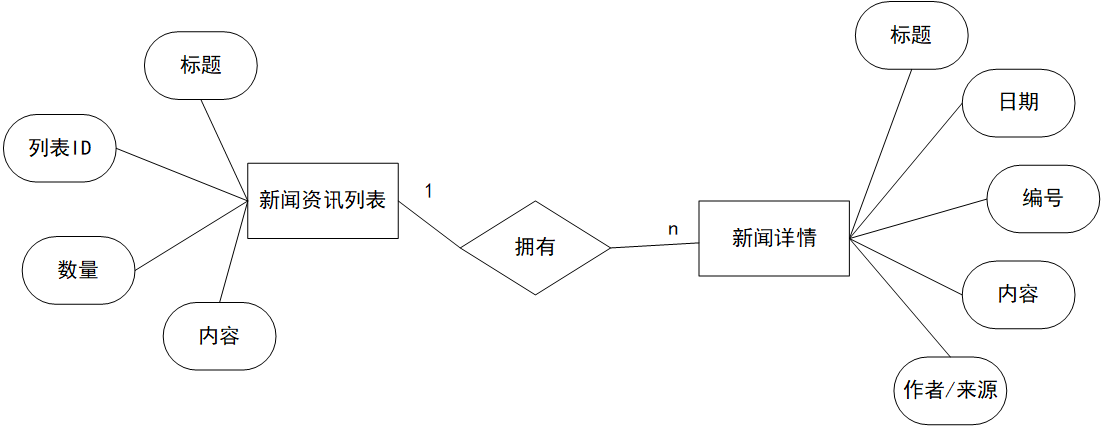 标题
标题
日期
列表ID
新闻资讯列表
1
编号
拥有
n
新闻详情
数量
内容
内容
作者/来源